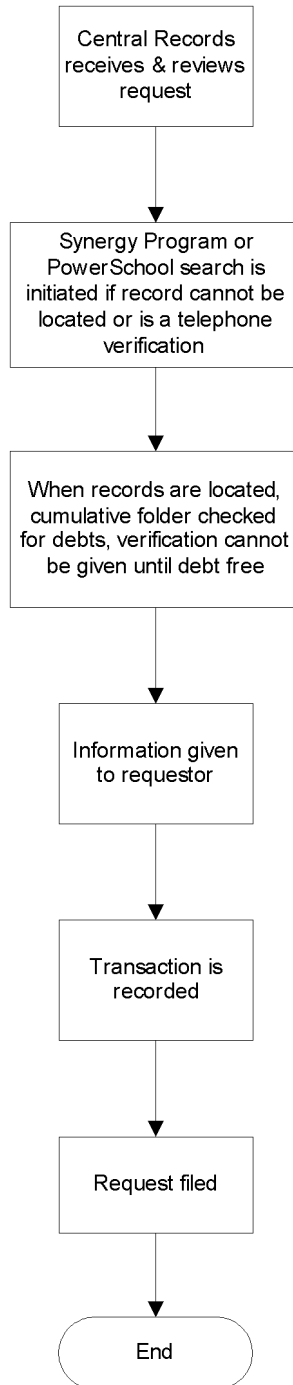 Central Records
receives & reviews
request
Synergy Program or
PowerSchool search is
initiated if record cannot be
located or is a telephone
verification
When records are located,
cumulative folder checked
for debts, verification cannot
be given until debt free
Information given
to requestor
Transaction is
recorded
Request filed
End